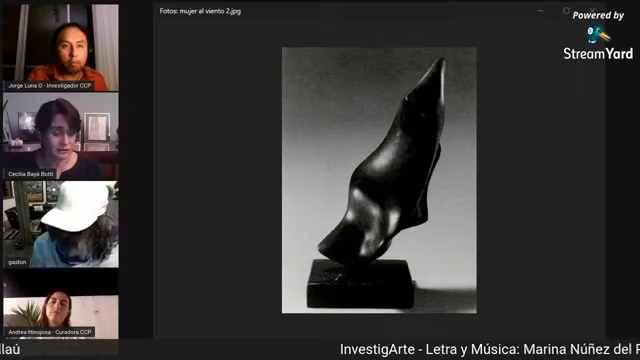 Fotos: mujer al viento 2.jpg
Powered by
StreamYard
Jorge Luna O - Investigador CCP
Cecilia Bayá Botti
gaston
Andrea Hinojosa - Curadora CCP
llaú
InvestigArte - Letra y Música: Marina Núñez del P